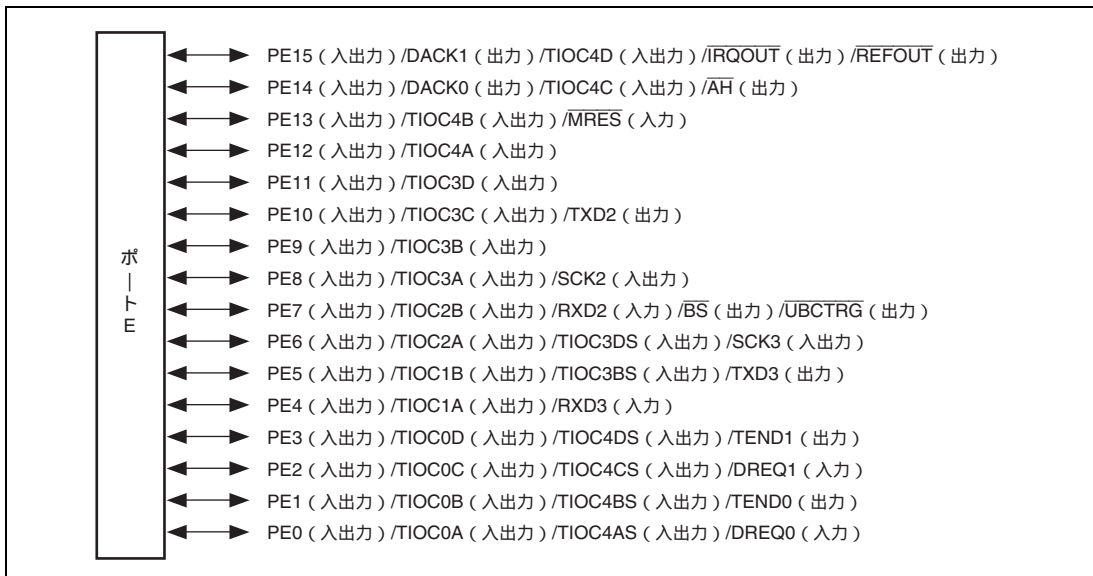 PE15（入出力）/DACK1（出力）/TIOC4D（入出力）/IRQOUT（出力）/REFOUT（出力）
PE14（入出力）/DACK0（出力）/TIOC4C（入出力）/AH（出力）
PE13（入出力）/TIOC4B（入出力）/MRES（入力）
PE12（入出力）/TIOC4A（入出力）
PE11（入出力）/TIOC3D（入出力）
PE10（入出力）/TIOC3C（入出力）/TXD2（出力）
PE9（入出力）/TIOC3B（入出力）
PE8（入出力）/TIOC3A（入出力）/SCK2（入出力）
PE7（入出力）/TIOC2B（入出力）/RXD2（入力）/BS（出力）/UBCTRG（出力）
PE6（入出力）/TIOC2A（入出力）/TIOC3DS（入出力）/SCK3（入出力）
PE5（入出力）/TIOC1B（入出力）/TIOC3BS（入出力）/TXD3（出力）
PE4（入出力）/TIOC1A（入出力）/RXD3（入力）
PE3（入出力）/TIOC0D（入出力）/TIOC4DS（入出力）/TEND1（出力）
PE2（入出力）/TIOC0C（入出力）/TIOC4CS（入出力）/DREQ1（入力）
PE1（入出力）/TIOC0B（入出力）/TIOC4BS（入出力）/TEND0（出力）
PE0（入出力）/TIOC0A（入出力）/TIOC4AS（入出力）/DREQ0（入力）
ポートE